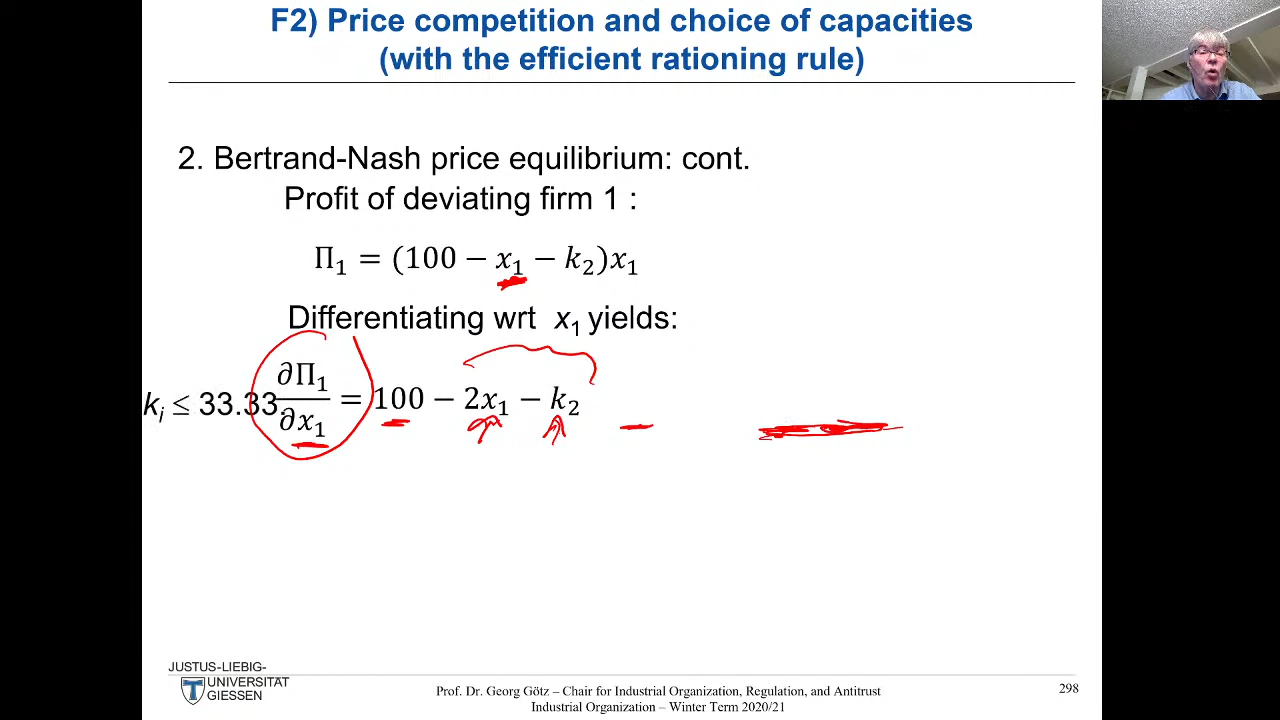 F2) Price competition and choice of capacities
(with the efficient rationing rule)
2. Bertrand-Nash price equilibrium: cont.
Profit of deviating firm 1 :
Π₁ = (100 − x₁ − k₂)x₁
Differentiating wrt x₁ yields:
kᵢ ≤ 33.33.
∂Π₁/∂x₁ = 100 − 2x₁ − k₂
JUSTUS-LIEBIG-
UNIVERSITAT
GIESSEN
Prof. Dr. Georg Götz – Chair for Industrial Organization, Regulation, and Antitrust
Industrial Organization – Winter Term 2020/21
298